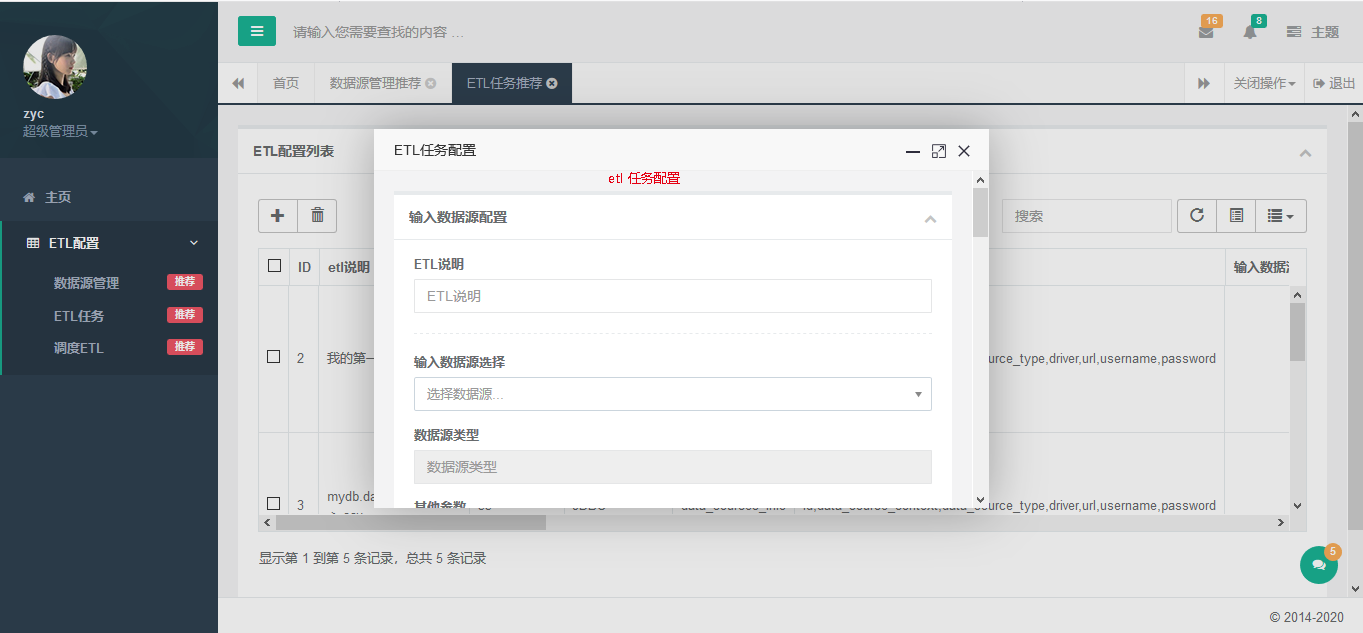 请输入您需要查找的内容 …
16
8
主题
zyc
超级管理员
首页
数据源管理推荐
ETL任务推荐
关闭操作
退出
主页
ETL配置
数据源管理 推荐
ETL任务 推荐
调度ETL 推荐
ETL配置列表
搜索
ID
etl说明
输入数据
2
我的第一
urce_type,driver,url,username,password
3
mydb.da
ource_type,driver,url,username,password
ETL任务配置
etl 任务配置
输入数据源配置
ETL说明
ETL说明
输入数据源选择
选择数据源...
数据源类型
数据源类型
其他参数
显示第 1 到第 5 条记录，总共 5 条记录
5
© 2014-2020